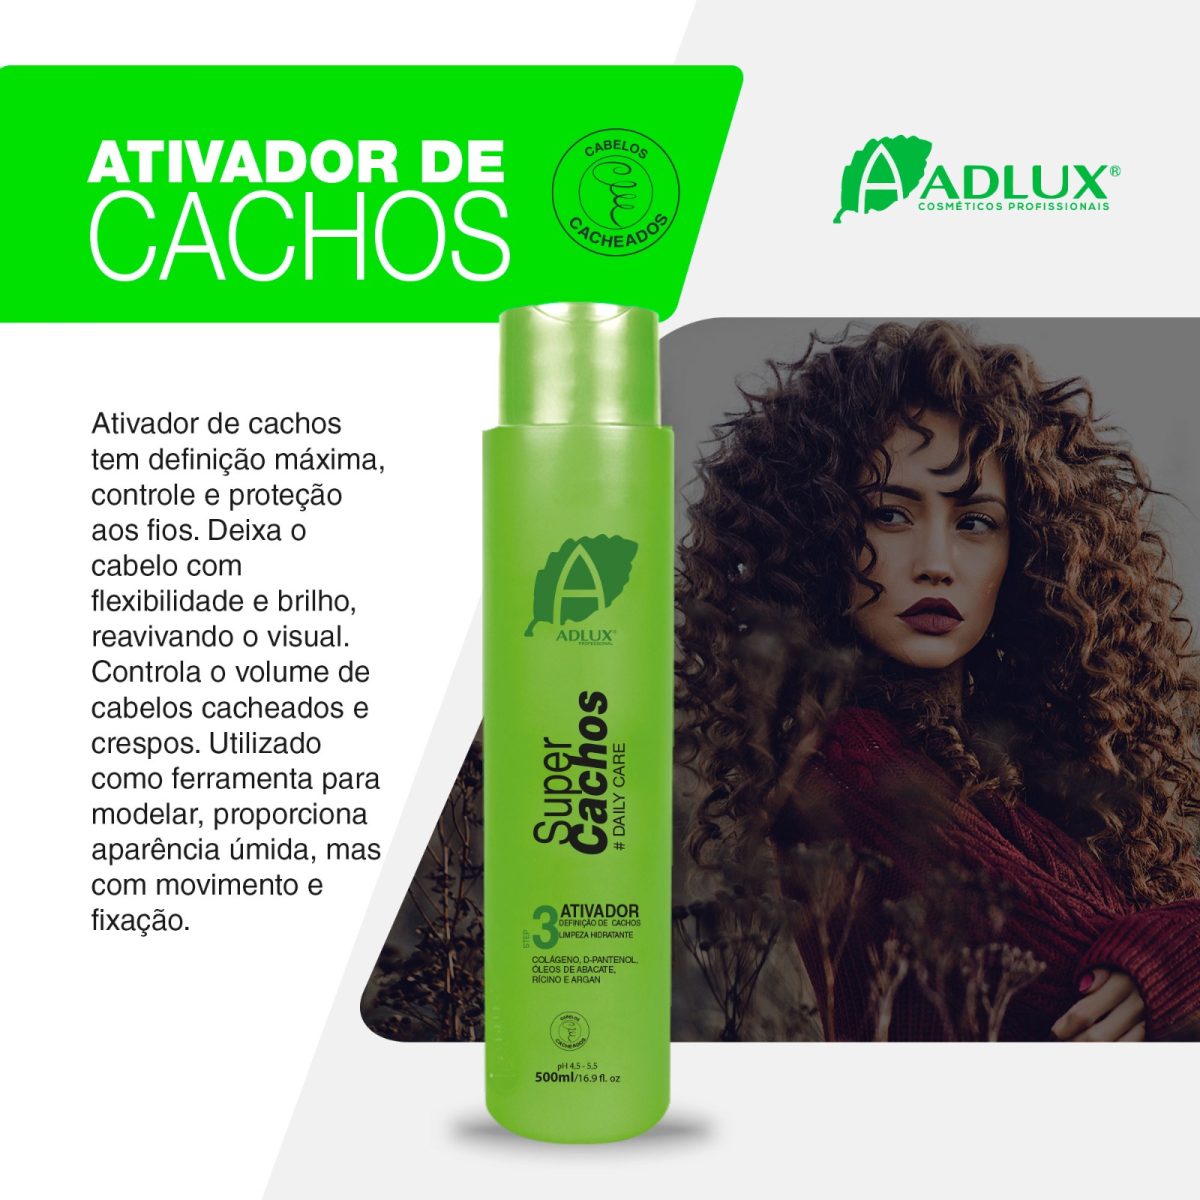 ATIVADOR DE
CACHOS
CABELOS
CACHEADOS
ADLUX®
COSMÉTICOS PROFISSIONAIS
Ativador de cachos
tem definição máxima,
controle e proteção
aos fios. Deixa o
cabelo com
flexibilidade e brilho,
reavivando o visual.
Controla o volume de
cabelos cacheados e
crespos. Utilizado
como ferramenta para
modelar, proporciona
aparência úmida, mas
com movimento e
fixação.
ADLUX®
PROFESSIONAL
Super
Cachos
# DAILY CARE
STEP 3 ATIVADOR
DEFINIÇÃO DE CACHOS
LIMPEZA HIDRATANTE
COLÁGENO, D-PANTENOL,
ÓLEOS DE ABACATE,
RÍCINO E ARGAN
CABELOS
CACHEADOS
pH 4,5 - 5,5
500ml/16.9 fl. oz